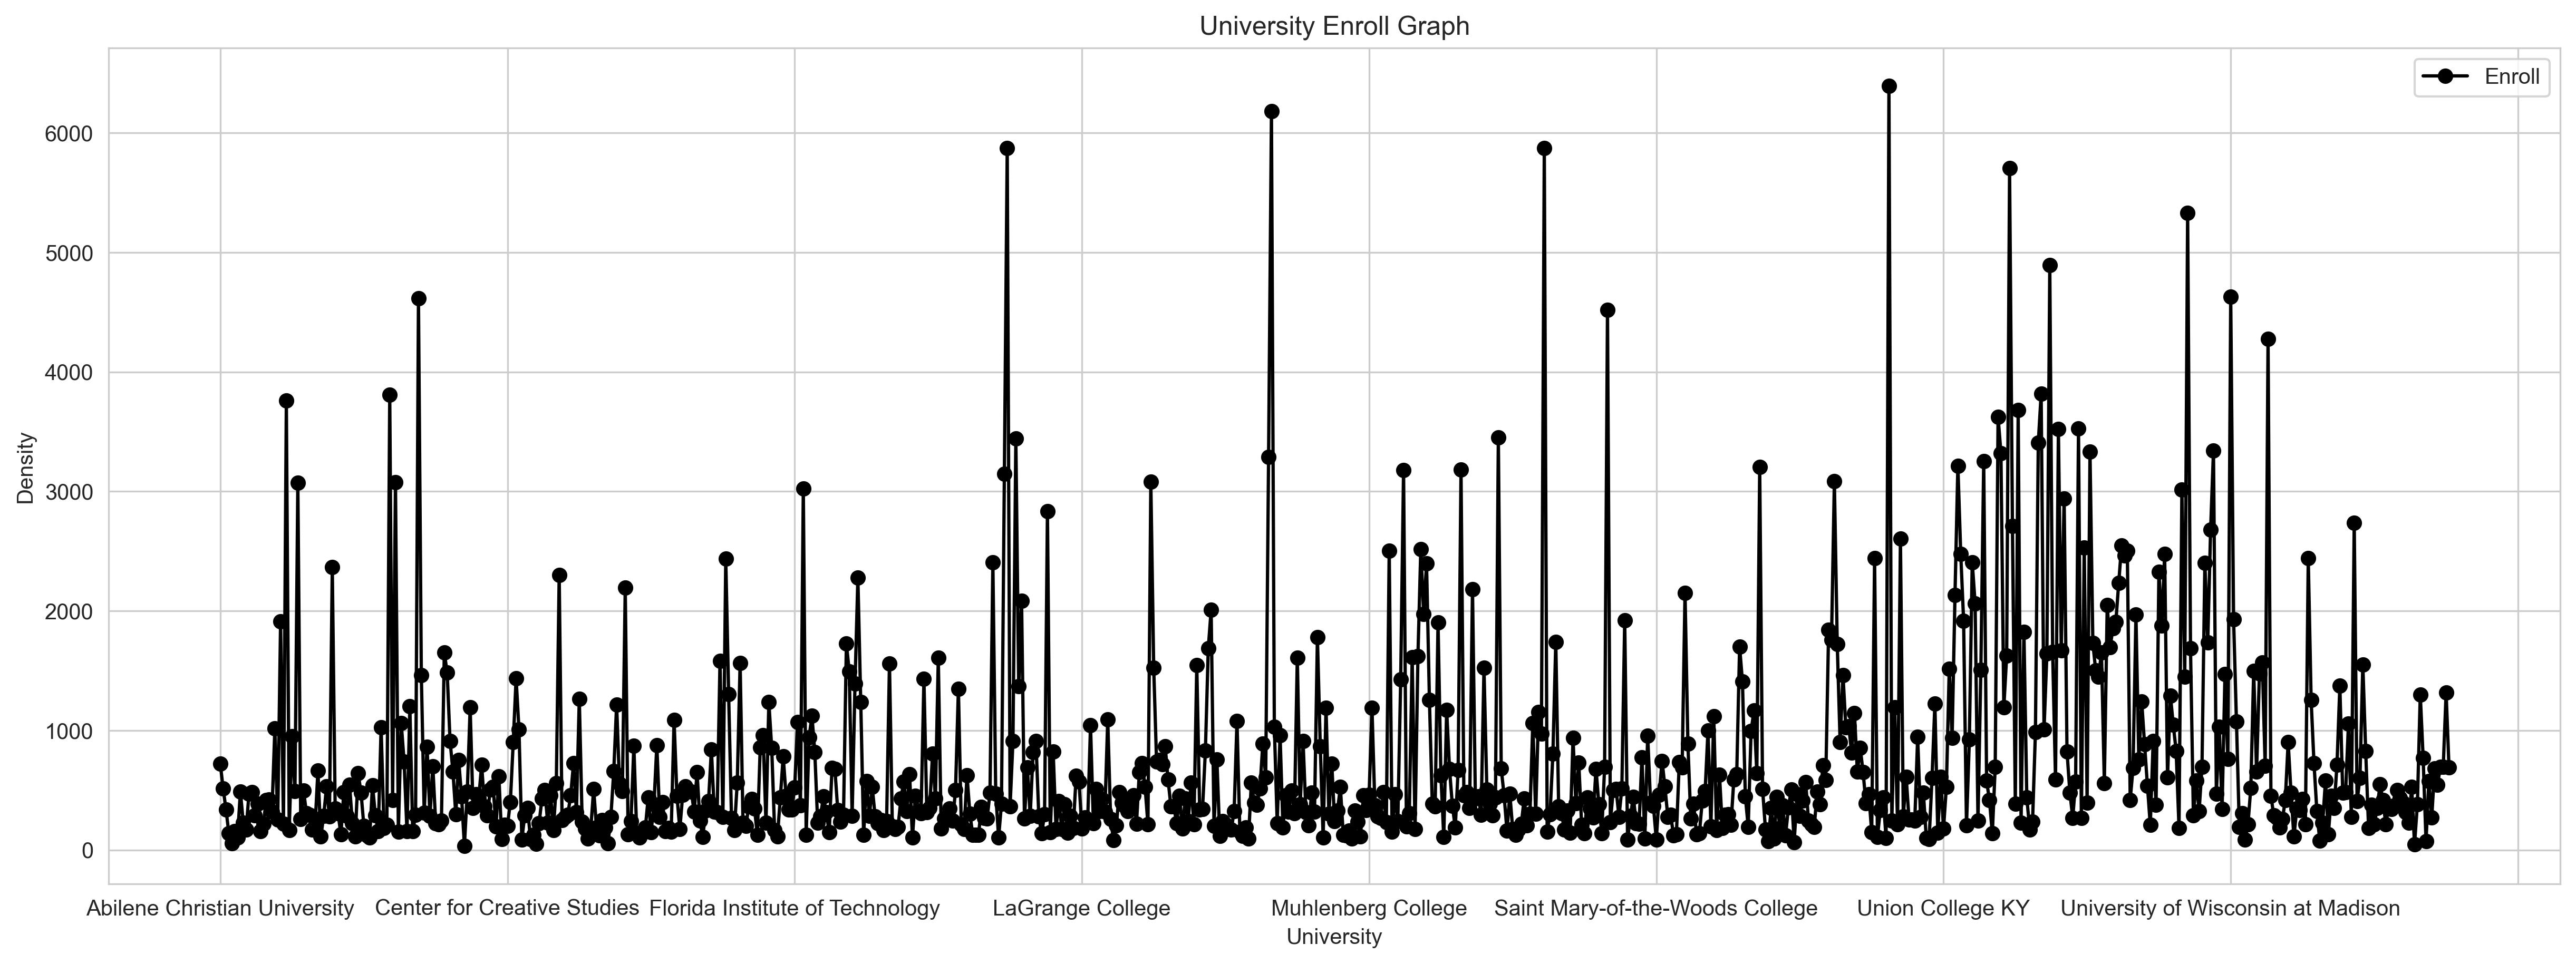 University Enroll Graph
Enroll
6000
5000
4000
3000
2000
1000
0
Density
Abilene Christian University
Center for Creative Studies
Florida Institute of Technology
LaGrange College
Muhlenberg College
Saint Mary-of-the-Woods College
Union College KY
University of Wisconsin at Madison
University